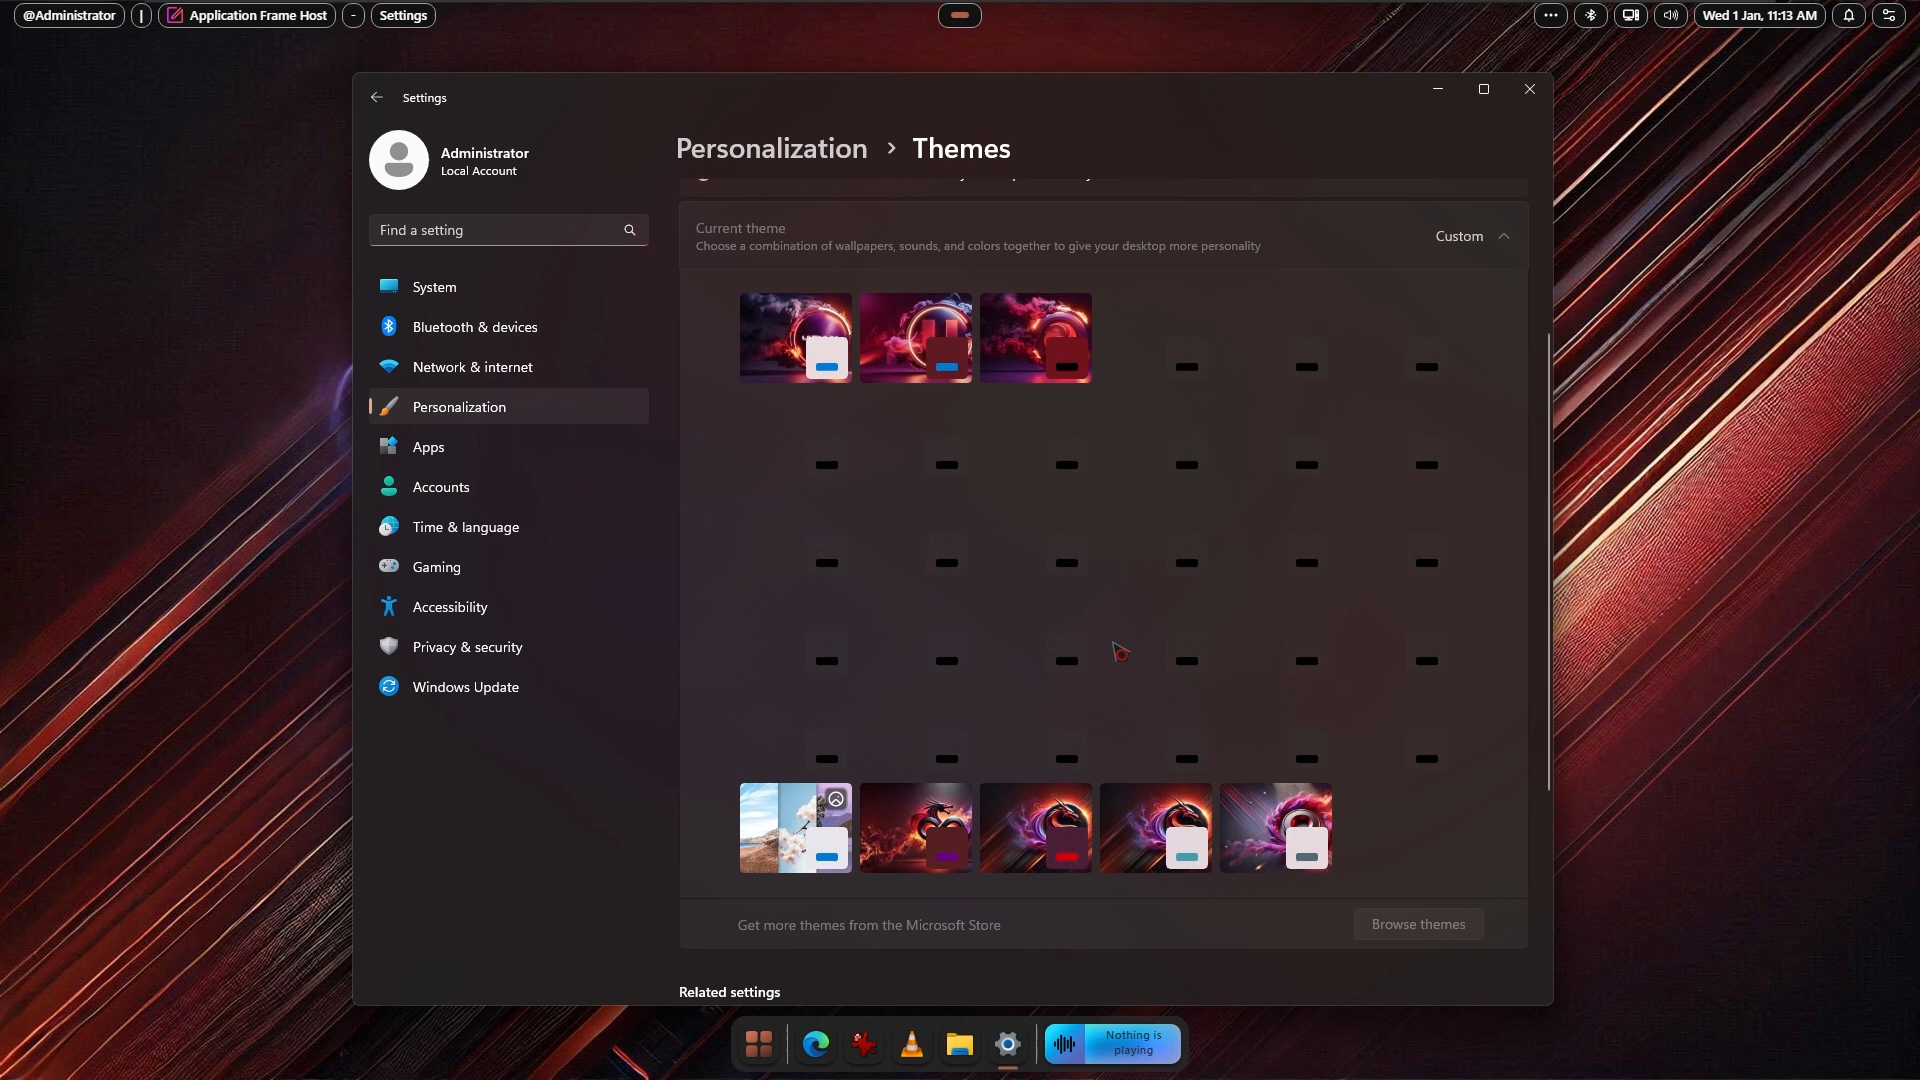 @Administrator | Application Frame Host - Settings
Wed 1 Jan, 11:13 AM
Settings
Administrator
Local Account
Find a setting
System
Bluetooth & devices
Network & internet
Personalization
Apps
Accounts
Time & language
Gaming
Accessibility
Privacy & security
Windows Update
Personalization > Themes
Current theme
Choose a combination of wallpapers, sounds, and colors together to give your desktop more personality
Custom
Get more themes from the Microsoft Store
Browse themes
Related settings
Nothing is
playing